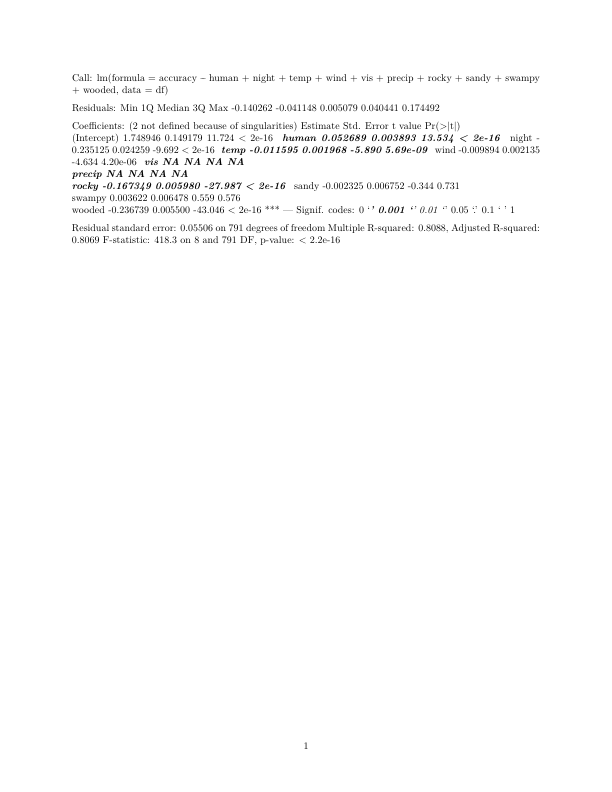 Call: lm(formula = accuracy – human + night + temp + wind + vis + precip + rocky + sandy + swampy
+ wooded, data = df)
Residuals: Min 1Q Median 3Q Max -0.140262 -0.041148 0.005079 0.040441 0.174492
Coefficients: (2 not defined because of singularities) Estimate Std. Error t value Pr(>|t|)
(Intercept) 1.748946 0.149179 11.724 < 2e-16 human 0.052689 0.003893 13.534 < 2e-16 night -
0.235125 0.024259 -9.692 < 2e-16 temp -0.011595 0.001968 -5.890 5.69e-09 wind -0.009894 0.002135
-4.634 4.20e-06 vis NA NA NA NA
precip NA NA NA NA
rocky -0.167349 0.005980 -27.987 < 2e-16 sandy -0.002325 0.006752 -0.344 0.731
swampy 0.003622 0.006478 0.559 0.576
wooded -0.236739 0.005500 -43.046 < 2e-16 *** — Signif. codes: 0 ‘’ 0.001 ‘’ 0.01 ‘’ 0.05 ‘.’ 0.1 ‘ ’ 1
Residual standard error: 0.05506 on 791 degrees of freedom Multiple R-squared: 0.8088, Adjusted R-squared:
0.8069 F-statistic: 418.3 on 8 and 791 DF, p-value: < 2.2e-16
1